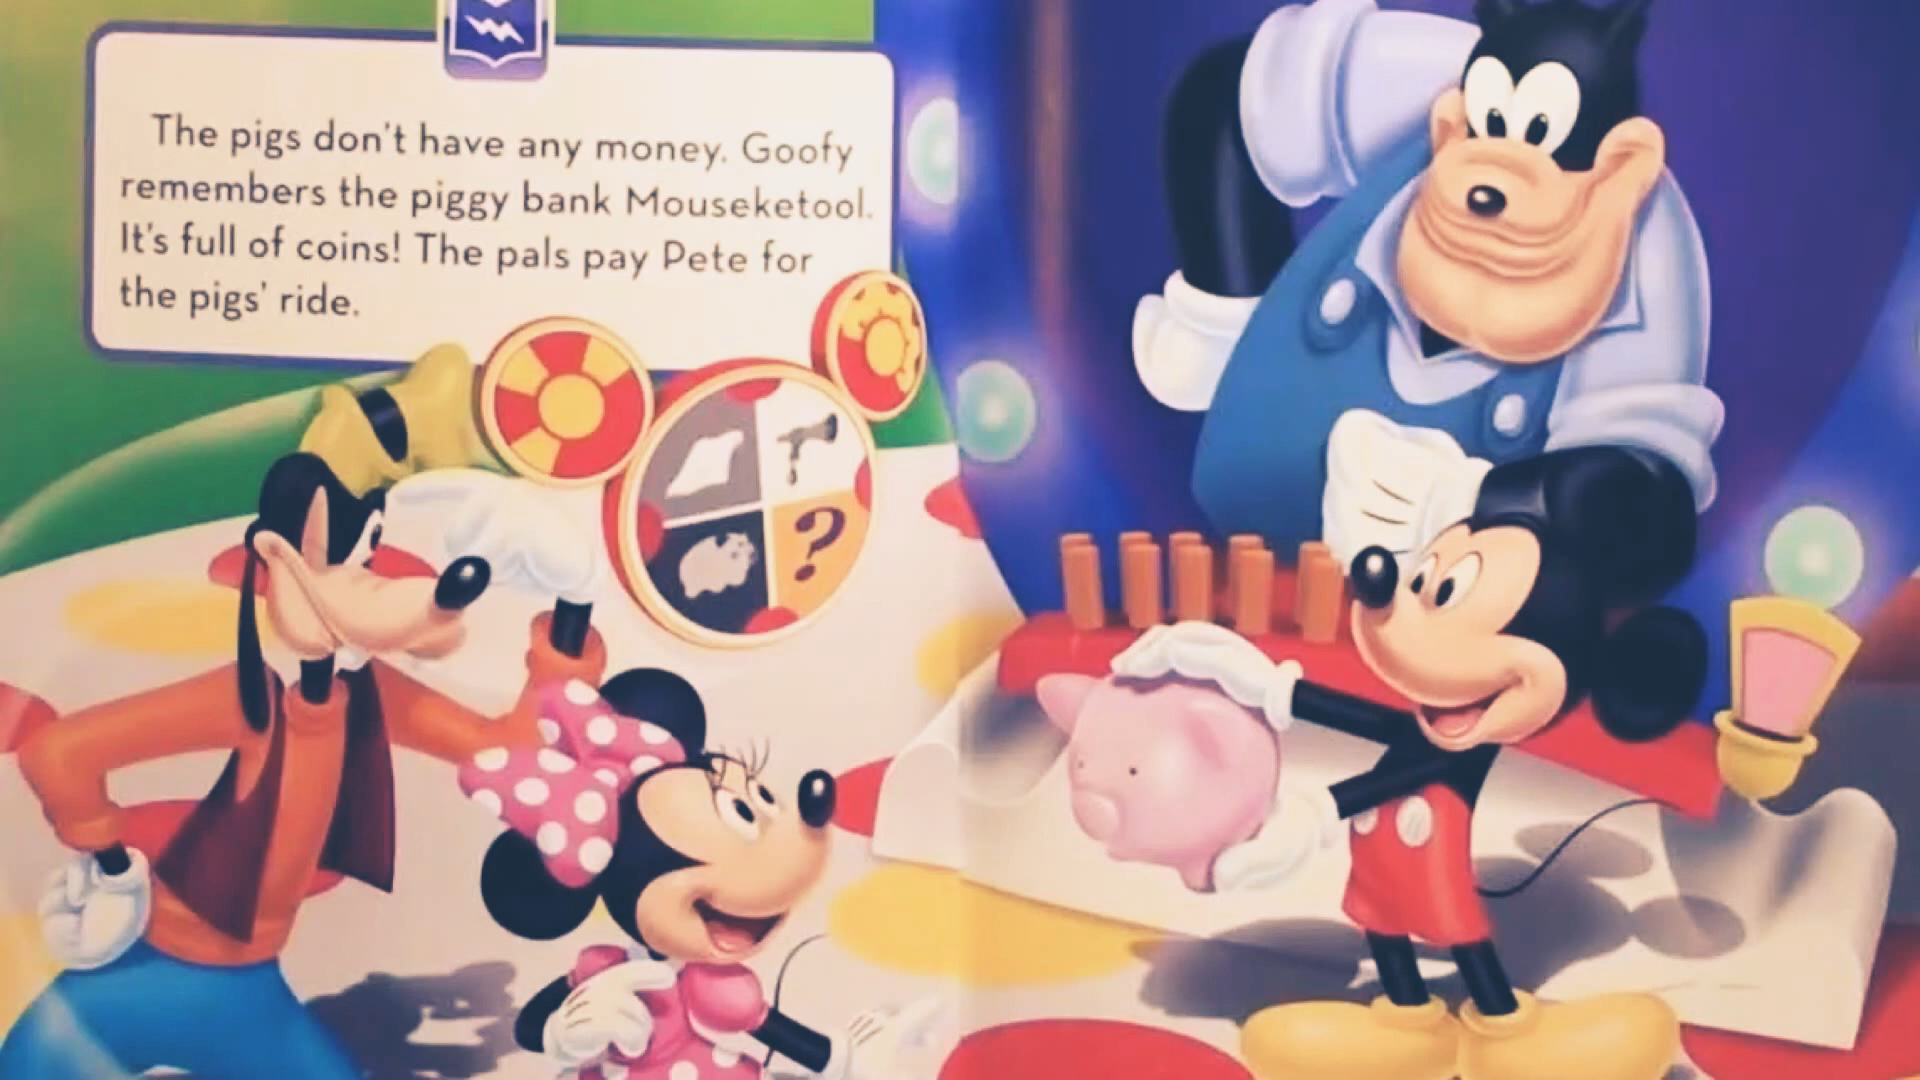 The pigs don't have any money. Goofy
remembers the piggy bank Mouseketool.
It's full of coins! The pals pay Pete for
the pigs' ride.
?